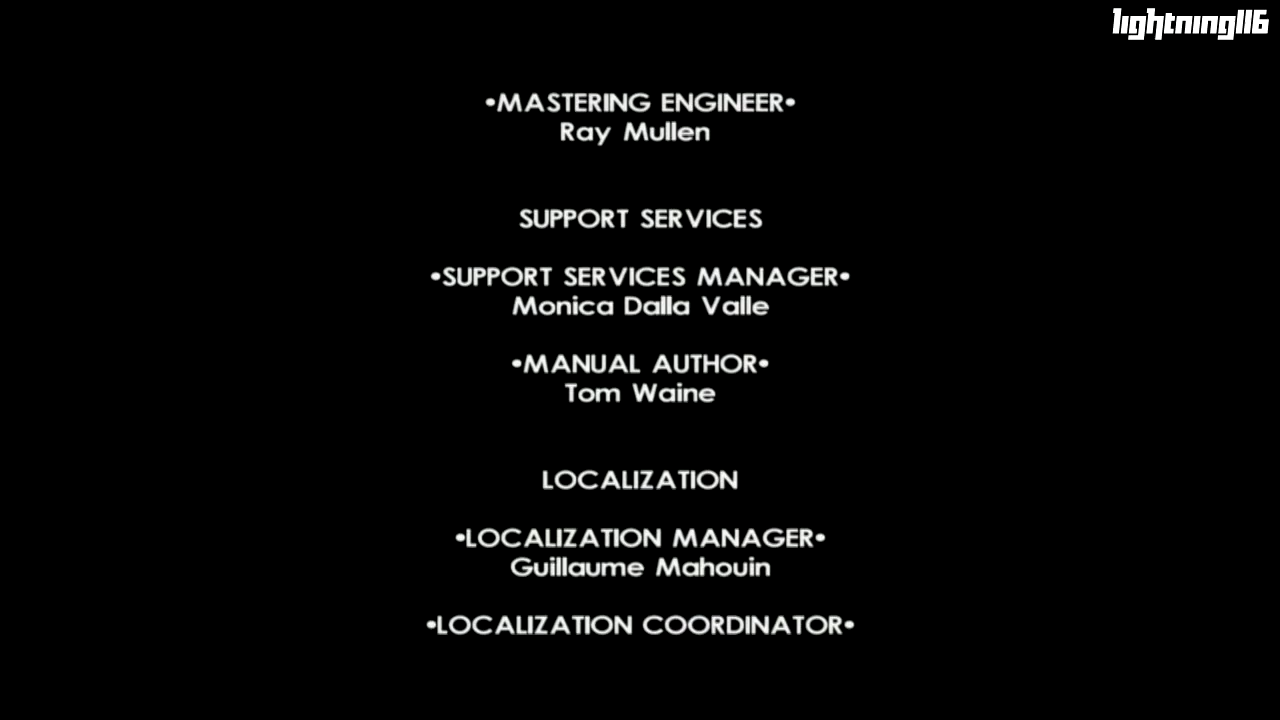 lightning116
•MASTERING ENGINEER•
Ray Mullen
SUPPORT SERVICES
•SUPPORT SERVICES MANAGER•
Monica Dalla Valle
•MANUAL AUTHOR•
Tom Waine
LOCALIZATION
•LOCALIZATION MANAGER•
Guillaume Mahouin
•LOCALIZATION COORDINATOR•